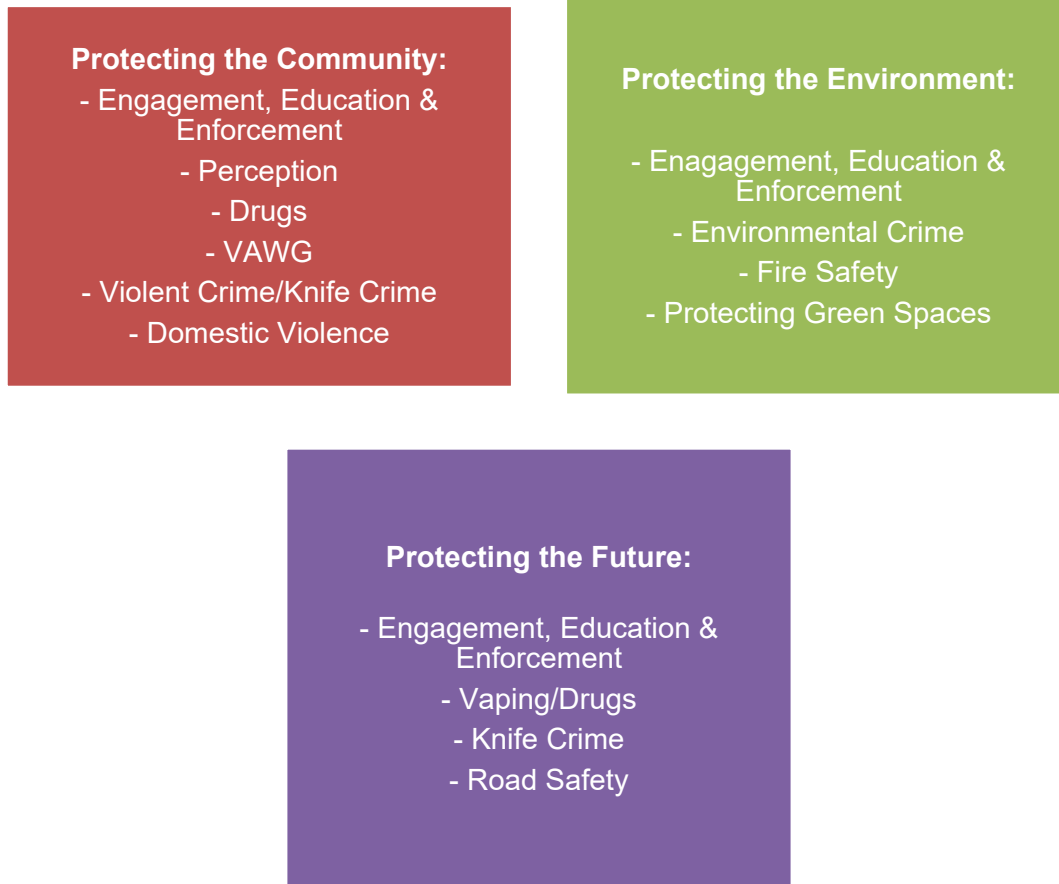 Protecting the Community:
- Engagement, Education &
Enforcement
- Perception
- Drugs
- VAWG
- Violent Crime/Knife Crime
- Domestic Violence
Protecting the Environment:
- Enagagement, Education &
Enforcement
- Environmental Crime
- Fire Safety
- Protecting Green Spaces
Protecting the Future:
- Engagement, Education &
Enforcement
- Vaping/Drugs
- Knife Crime
- Road Safety